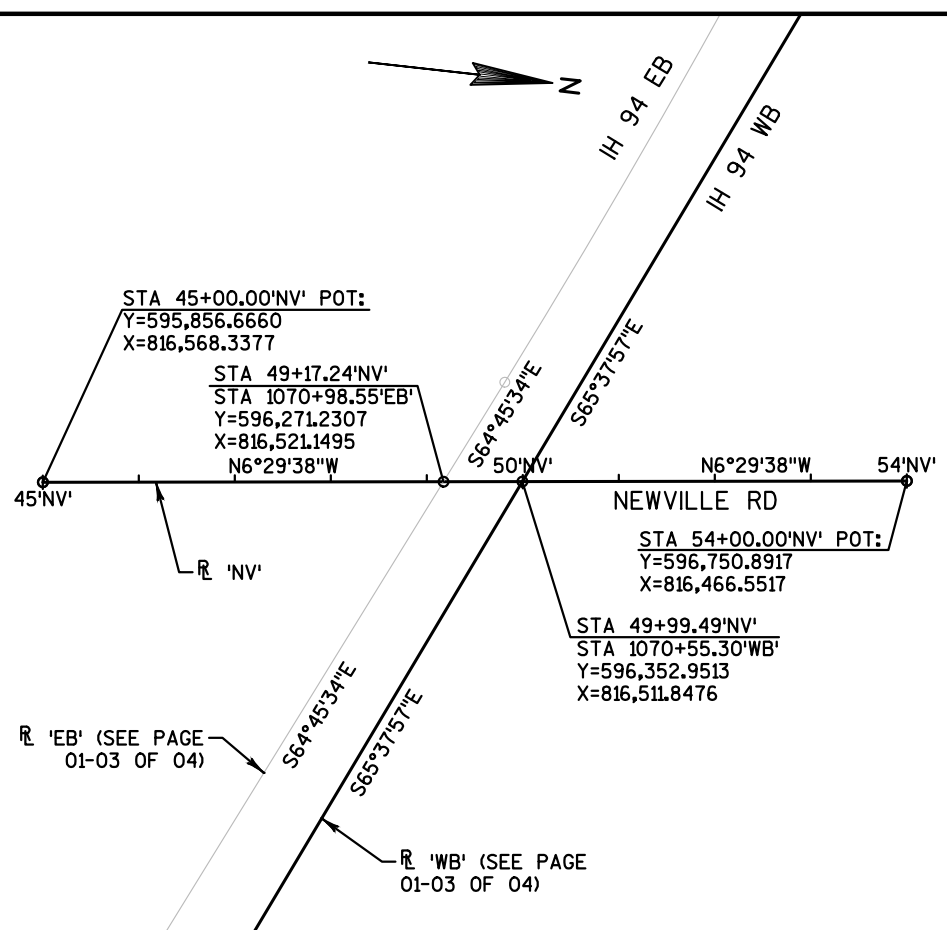 N
IH 94 EB
IH 94 WB
STA 45+00.00'NV' POT:
Y=595,856.6660
X=816,568.3377
STA 49+17.24'NV'
STA 1070+98.55'EB'
Y=596,271.2307
X=816,521.1495
S64°45'34"E
S65°37'57"E
45'NV'
N6°29'38"W
50'NV'
N6°29'38"W
54'NV'
NEWVILLE RD
STA 54+00.00'NV' POT:
Y=596,750.8917
X=816,466.5517
PL 'NV'
STA 49+99.49'NV'
STA 1070+55.30'WB'
Y=596,352.9513
X=816,511.8476
S64°45'34"E
S65°37'57"E
RL 'EB' (SEE PAGE
01-03 OF 04)
RL 'WB' (SEE PAGE
01-03 OF 04)